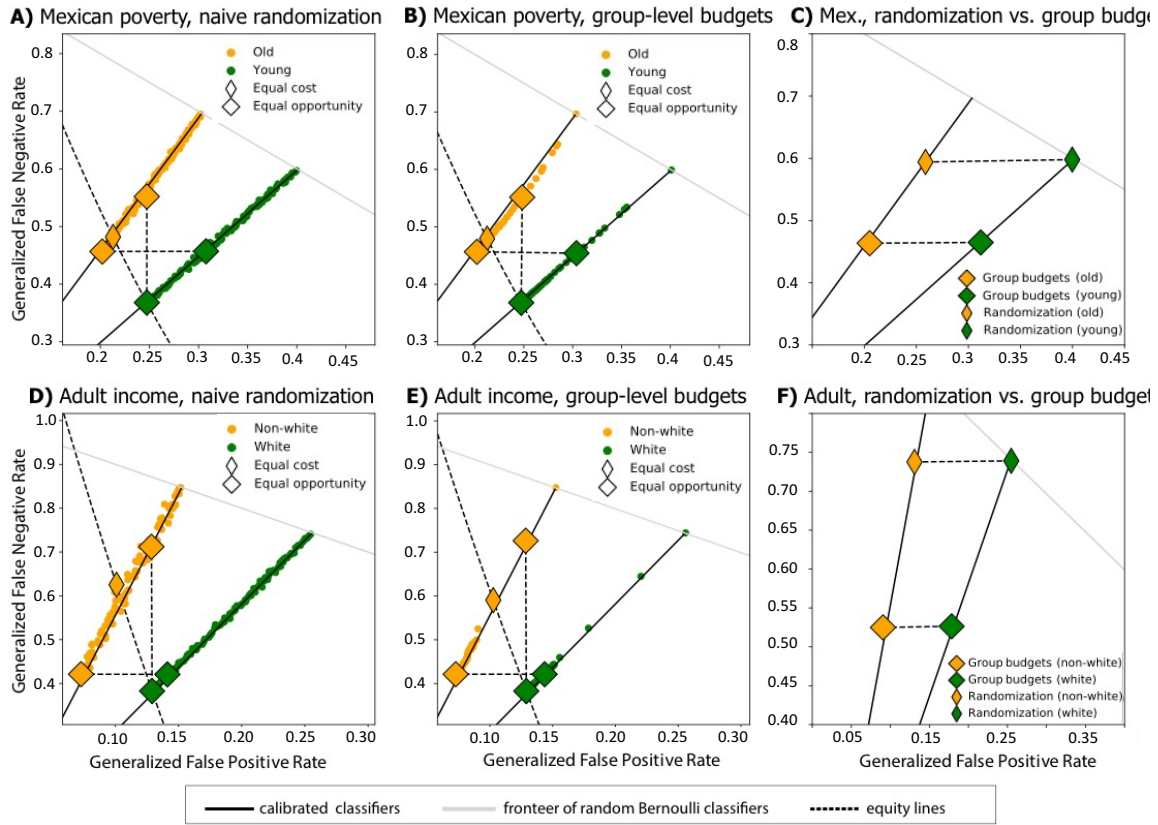 A) Mexican poverty, naive randomization
B) Mexican poverty, group-level budgets
C) Mex., randomization vs. group budge
Generalized False Negative Rate
0.8
0.7
0.6
0.5
0.4
0.3
0.2
0.25
0.3
0.4
0.45
Old
Young
Equal cost
Equal opportunity
0.8
0.7
0.6
0.5
0.4
0.3
0.2
0.25
0.3
0.4
0.45
Old
Young
Equal cost
Equal opportunity
0.8
0.7
0.6
0.5
0.4
0.3
0.2
0.3
0.4
Group budgets (old)
Group budgets (young)
Randomization (old)
Randomization (young)
D) Adult income, naive randomization
E) Adult income, group-level budgets
F) Adult, randomization vs. group budget
Generalized False Negative Rate
1.0
0.9
0.8
0.7
0.6
0.5
0.4
0.10
0.15
0.20
0.25
0.30
Non-white
White
Equal cost
Equal opportunity
Generalized False Positive Rate
1.0
0.9
0.8
0.7
0.6
0.5
0.4
0.10
0.15
0.20
0.25
0.30
Non-white
White
Equal cost
Equal opportunity
Generalized False Positive Rate
0.75
0.70
0.65
0.60
0.55
0.50
0.45
0.40
0.05
0.15
0.25
Group budgets (non-white)
Group budgets (white)
Randomization (non-white)
Randomization (white)
Generalized False Positive Rate
calibrated classifiers
fronteer of random Bernoulli classifiers
equity lines